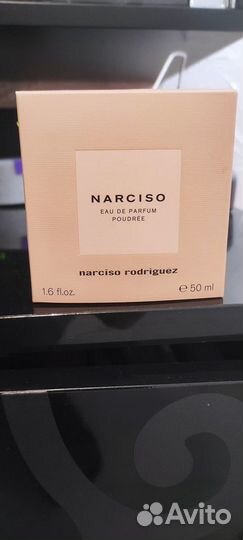 NARCISO
EAU DE PARFUM
POUDRÉE
narciso rodriguez
1.6 fl.oz. ℮ 50 ml
Avito